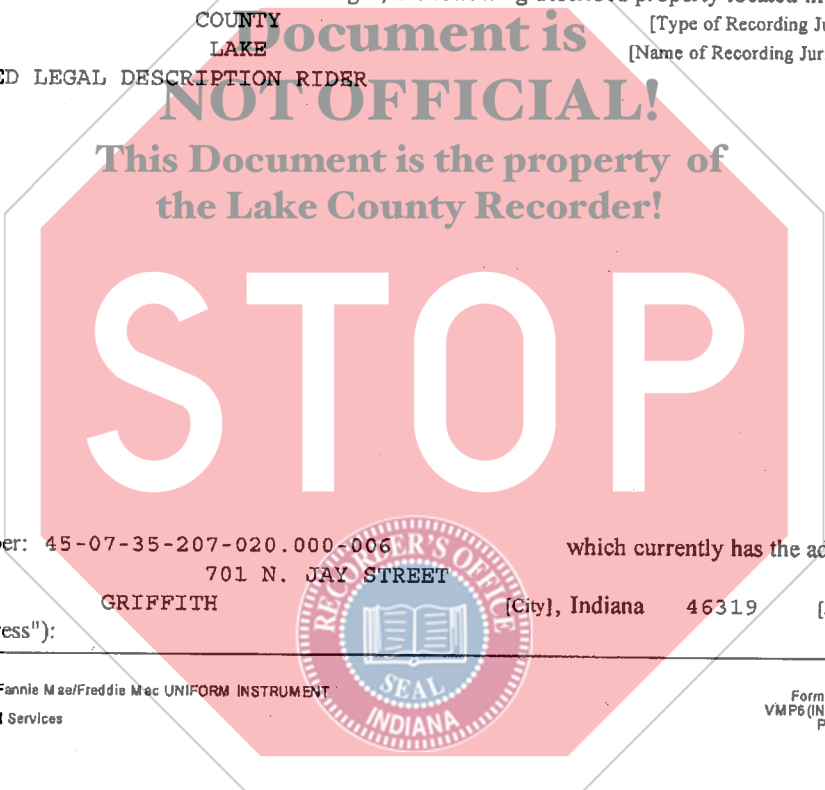 COUNTY [Type of Recording Ju
LAKE [Name of Recording Jur
ED LEGAL DESCRIPTION RIDER
Document is
NOT OFFICIAL!
This Document is the property of
the Lake County Recorder!
STOP
er: 45-07-35-207-020.000-006 which currently has the ad
701 N. JAY STREET
GRIFFITH [City], Indiana 46319 [
ess"):
RECORDER'S OFFICE
SEAL
INDIANA
Fannie Mae/Freddie Mac UNIFORM INSTRUMENT Form
Services VMP6(IN
P